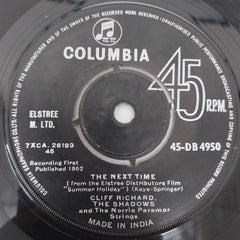 COLUMBIA
45 R.P.M.
ELSTREE
M. LTD.
7XCA. 26193
45
45-DB 4950
Recording First
Published 1962
THE NEXT TIME
(from the Elstree Distributors Film
"Summer Holiday") (Kaye-Springer)
CLIFF RICHARD,
THE SHADOWS
and The Norrie Paramor
Strings
MADE IN INDIA